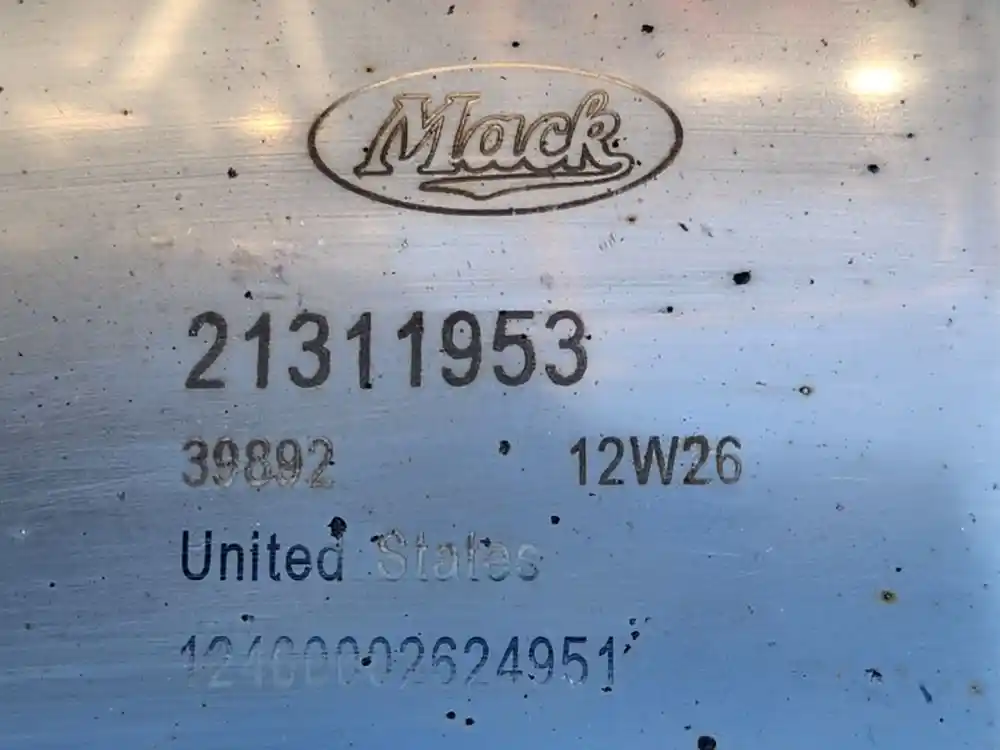 Mack
21311953
39892 12W26
United States
12460002624951